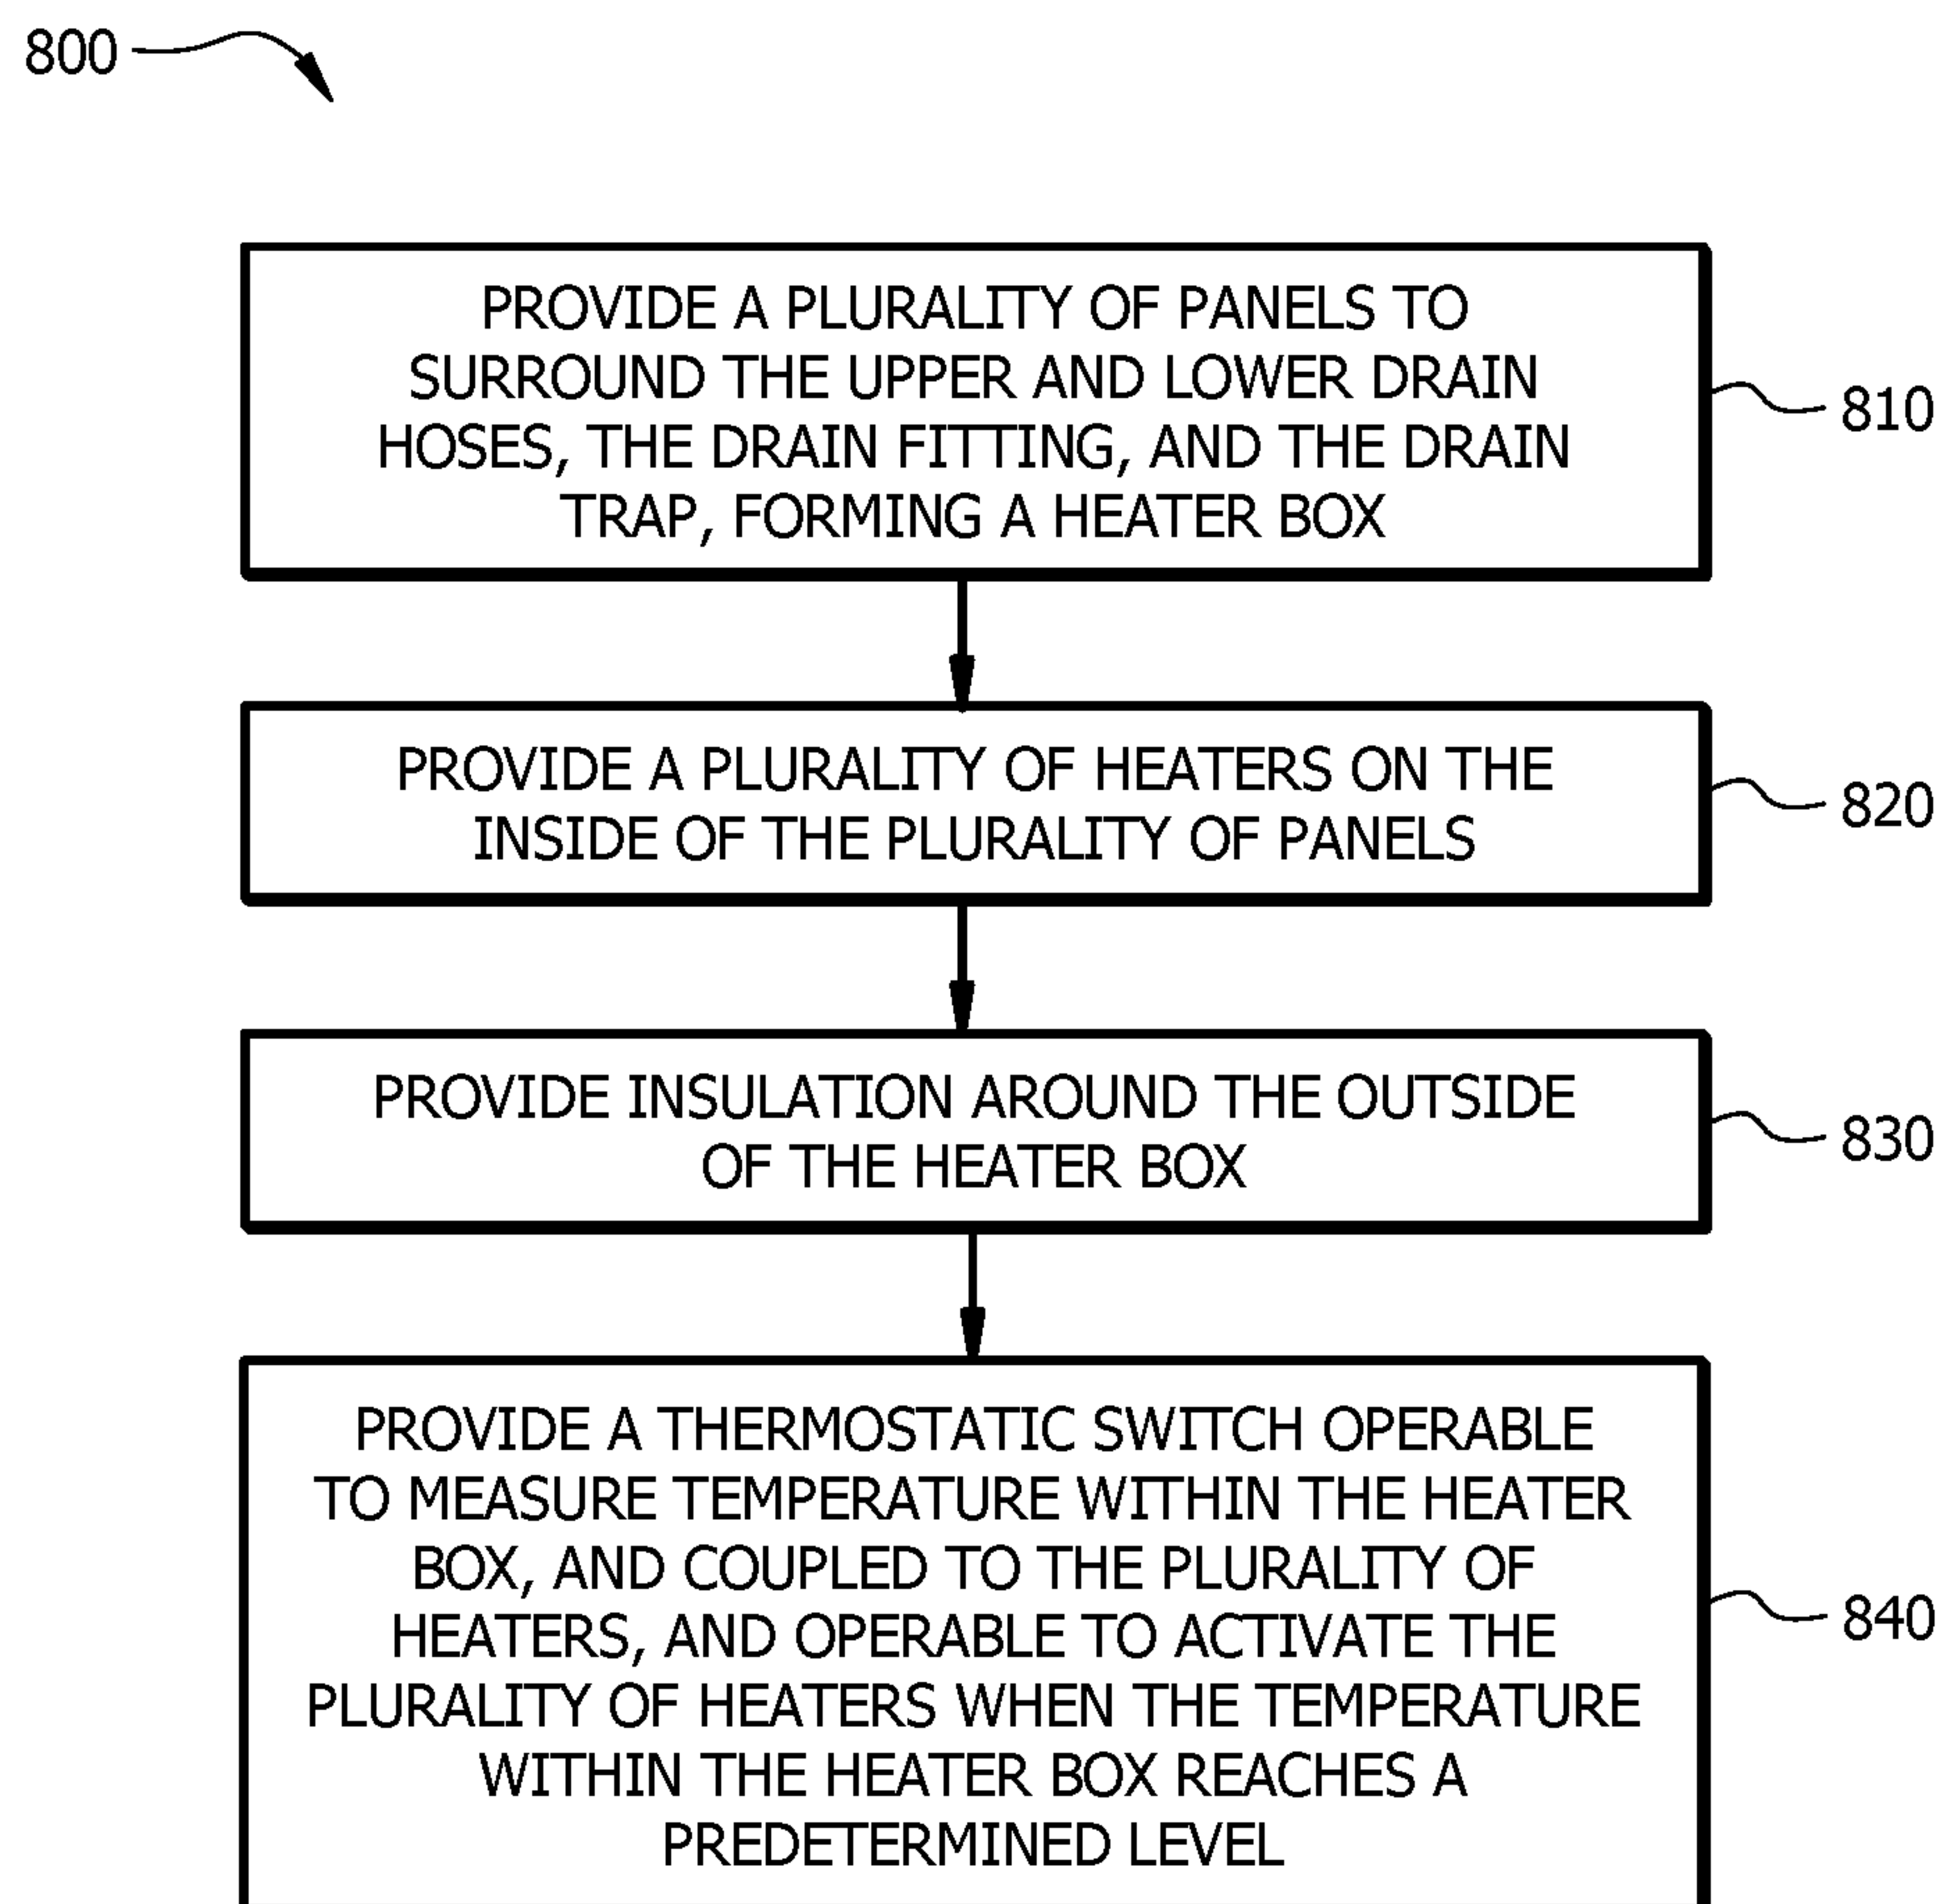 800
PROVIDE A PLURALITY OF PANELS TO
SURROUND THE UPPER AND LOWER DRAIN
HOSES, THE DRAIN FITTING, AND THE DRAIN
TRAP, FORMING A HEATER BOX
810
PROVIDE A PLURALITY OF HEATERS ON THE
INSIDE OF THE PLURALITY OF PANELS
820
PROVIDE INSULATION AROUND THE OUTSIDE
OF THE HEATER BOX
830
PROVIDE A THERMOSTATIC SWITCH OPERABLE
TO MEASURE TEMPERATURE WITHIN THE HEATER
BOX, AND COUPLED TO THE PLURALITY OF
HEATERS, AND OPERABLE TO ACTIVATE THE
PLURALITY OF HEATERS WHEN THE TEMPERATURE
WITHIN THE HEATER BOX REACHES A
PREDETERMINED LEVEL
840